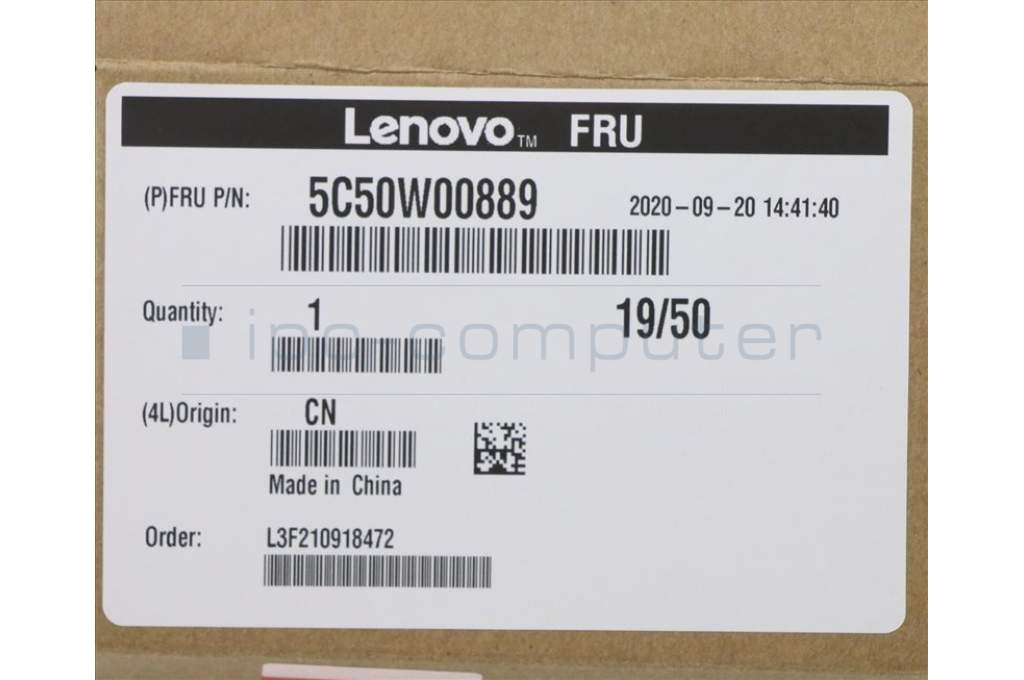 Lenovo™ FRU
(P)FRU P/N: 5C50W00889 2020-09-20 14:41:40
Quantity: 1 19/50
ipc-computer
(4L)Origin: CN
Made in China
Order: L3F210918472